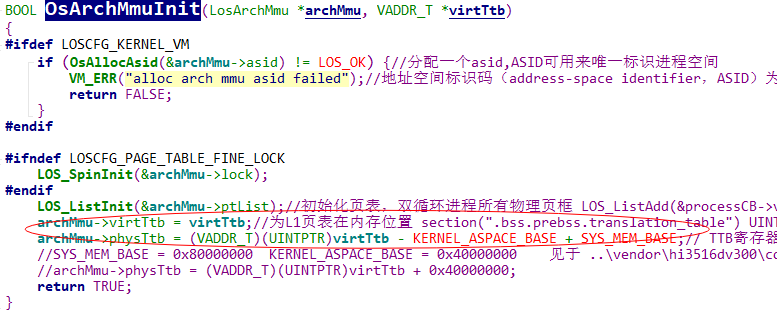 BOOL OsArchMmuInit(LosArchMmu *archMmu, VADDR_T *virtTtb)
{
#ifdef LOSCFG_KERNEL_VM
    if (OsAllocAsid(&archMmu->asid) != LOS_OK) {//分配一个asid,ASID可用来唯一标识进程空间
        VM_ERR("alloc arch mmu asid failed");//地址空间标识码（address-space identifier，ASID）为
        return FALSE;
    }
#endif
#ifndef LOSCFG_PAGE_TABLE_FINE_LOCK
    LOS_SpinInit(&archMmu->lock);
#endif
    LOS_ListInit(&archMmu->ptList);//初始化页表，双循环进程所有物理页框 LOS_ListAdd(&processCB->v
    archMmu->virtTtb = virtTtb;//为L1页表在内存位置 section(".bss.prebss.translation_table") UINT
    archMmu->physTtb = (VADDR_T)(UINTPTR)virtTtb - KERNEL_ASPACE_BASE + SYS_MEM_BASE;// TTB寄存器
    //SYS_MEM_BASE = 0x80000000  KERNEL_ASPACE_BASE = 0x40000000    见于 ..\vendor\hi3516dv300\co
    //archMmu->physTtb = (VADDR_T)(UINTPTR)virtTtb + 0x40000000;
    return TRUE;
}